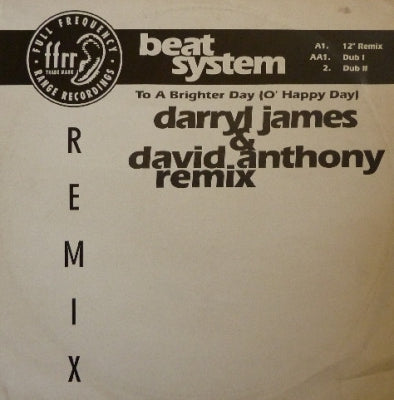 FULL FREQUENCY
ffrr
TRADE MARK
RANGE RECORDINGS
beat
system
A1. 12" Remix
AA1. Dub I
2. Dub II
To A Brighter Day (O' Happy Day)
darryl james
&
david anthony
remix
R
E
M
I
X